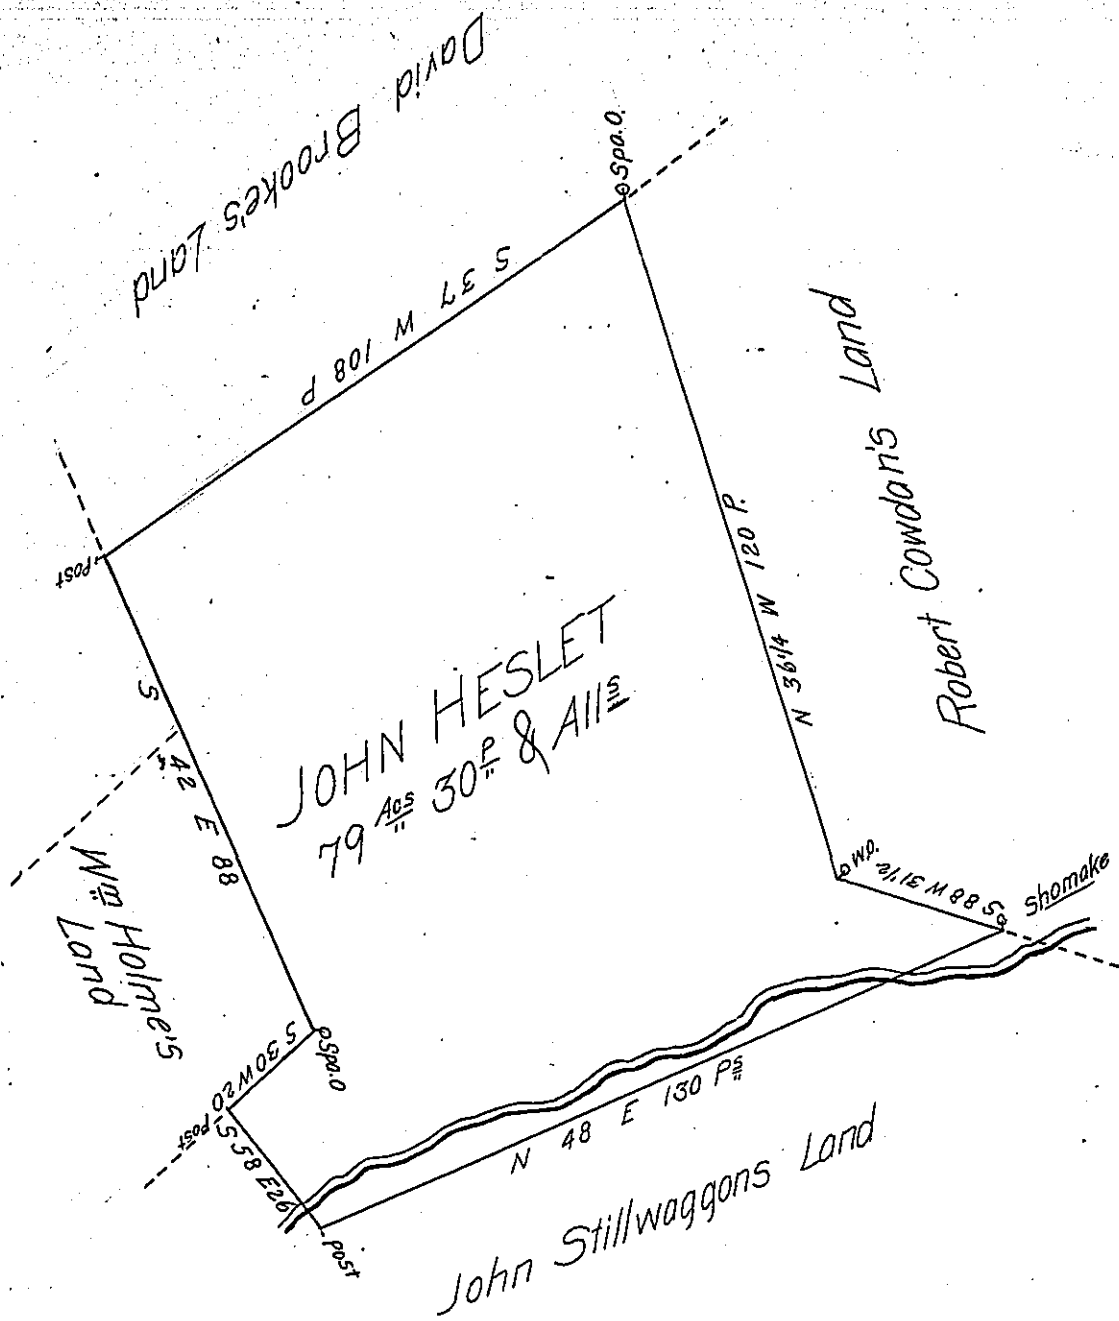 David Brooke's Land
Spa.O.
S 37 W 108 P
Post
Robert Cowdan's Land
N 36 1/4 W 120 P.
S 42 E 88
JOHN HESLET
79 Acs 30 P & Alls
Wm Holme's
Land
W.O.
S 88 W 31 1/2
Shomake
Spa.O
S 30 W 20
Post
S 58 E 26
Post
N 48 E 130 Ps
John Stillwaggons Land